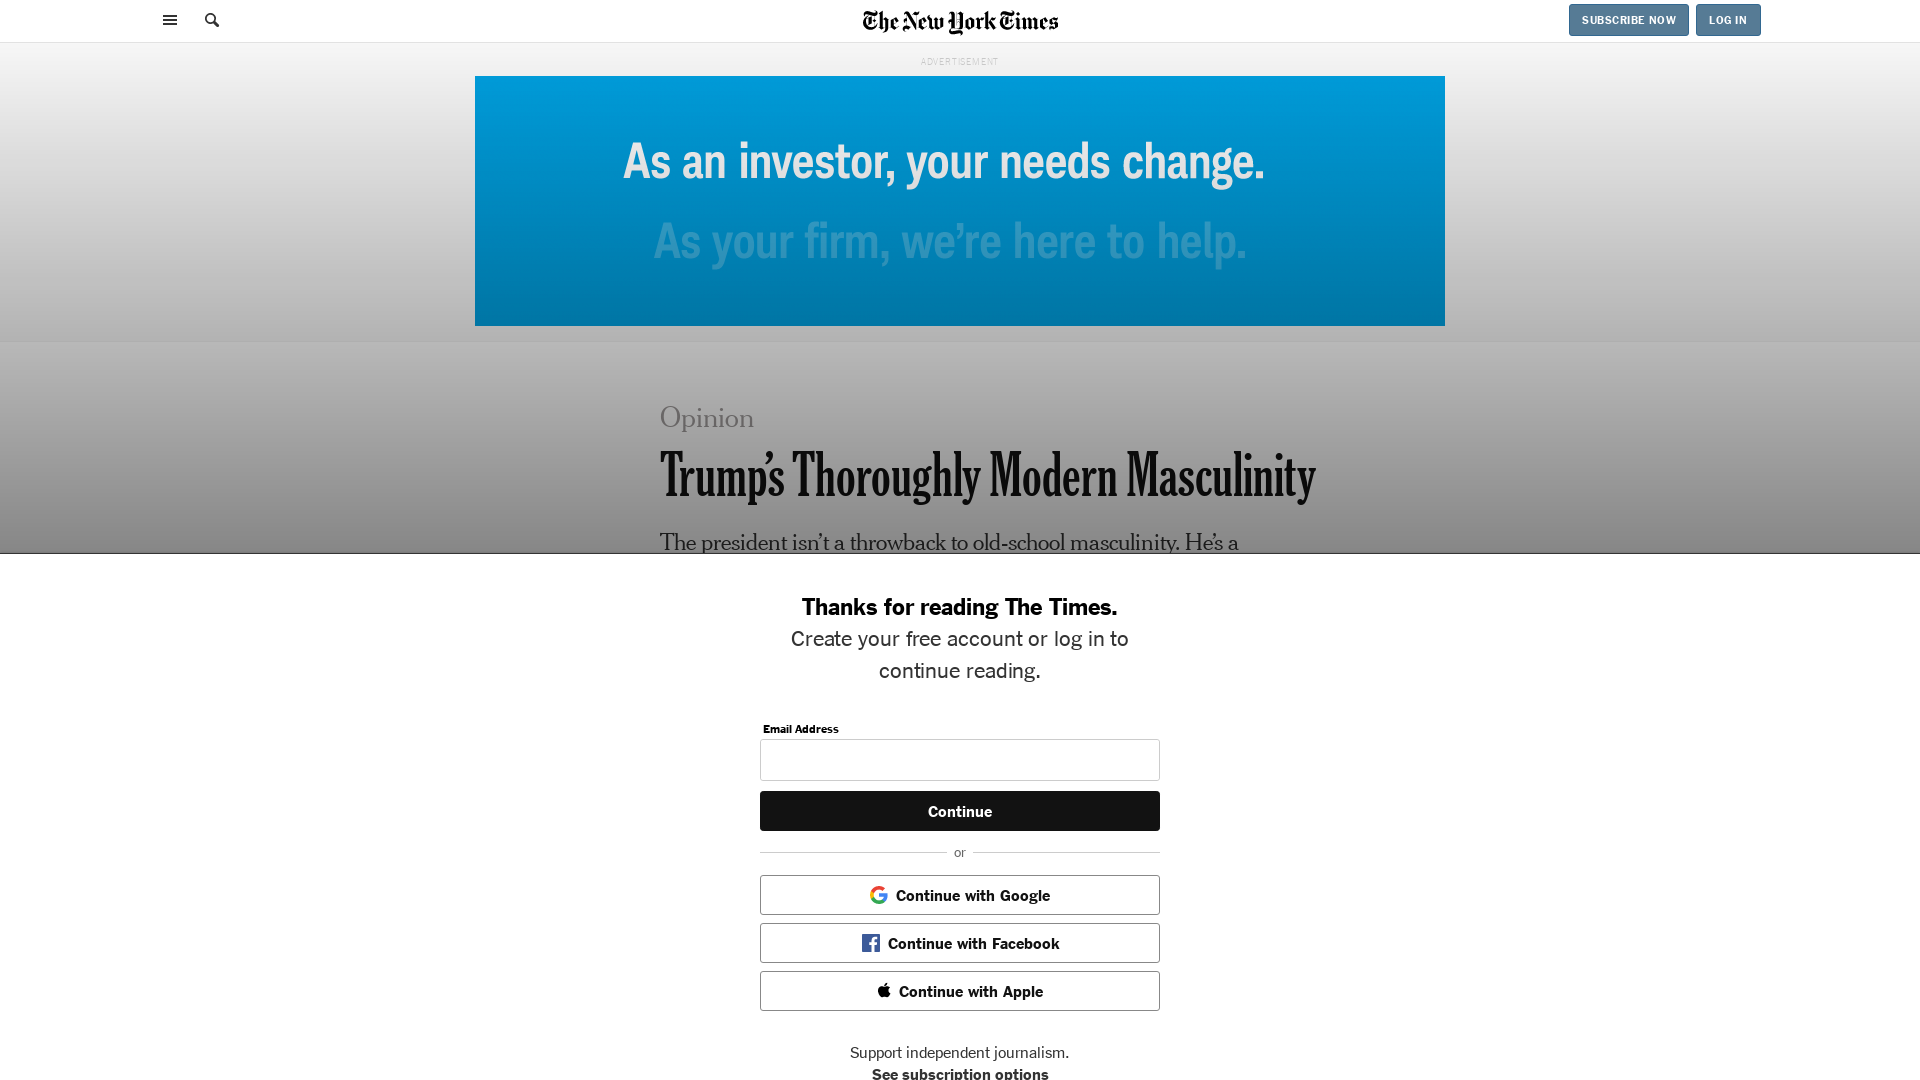 The New York Times
SUBSCRIBE NOW
LOG IN
ADVERTISEMENT
As an investor, your needs change.
As your firm, we’re here to help.
Opinion
Trump’s Thoroughly Modern Masculinity
The president isn’t a throwback to old-school masculinity. He’s a
Thanks for reading The Times.
Create your free account or log in to
continue reading.
Email Address
Continue
or
Continue with Google
Continue with Facebook
Continue with Apple
Support independent journalism.
See subscription options